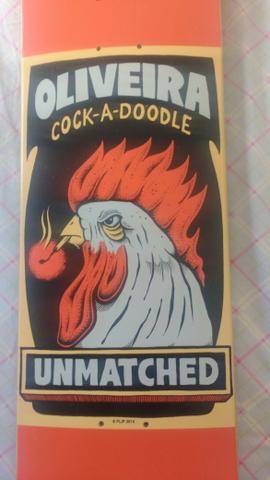 OLIVEIRA
COCK-A-DOODLE
UNMATCHED
© FLIP 2014